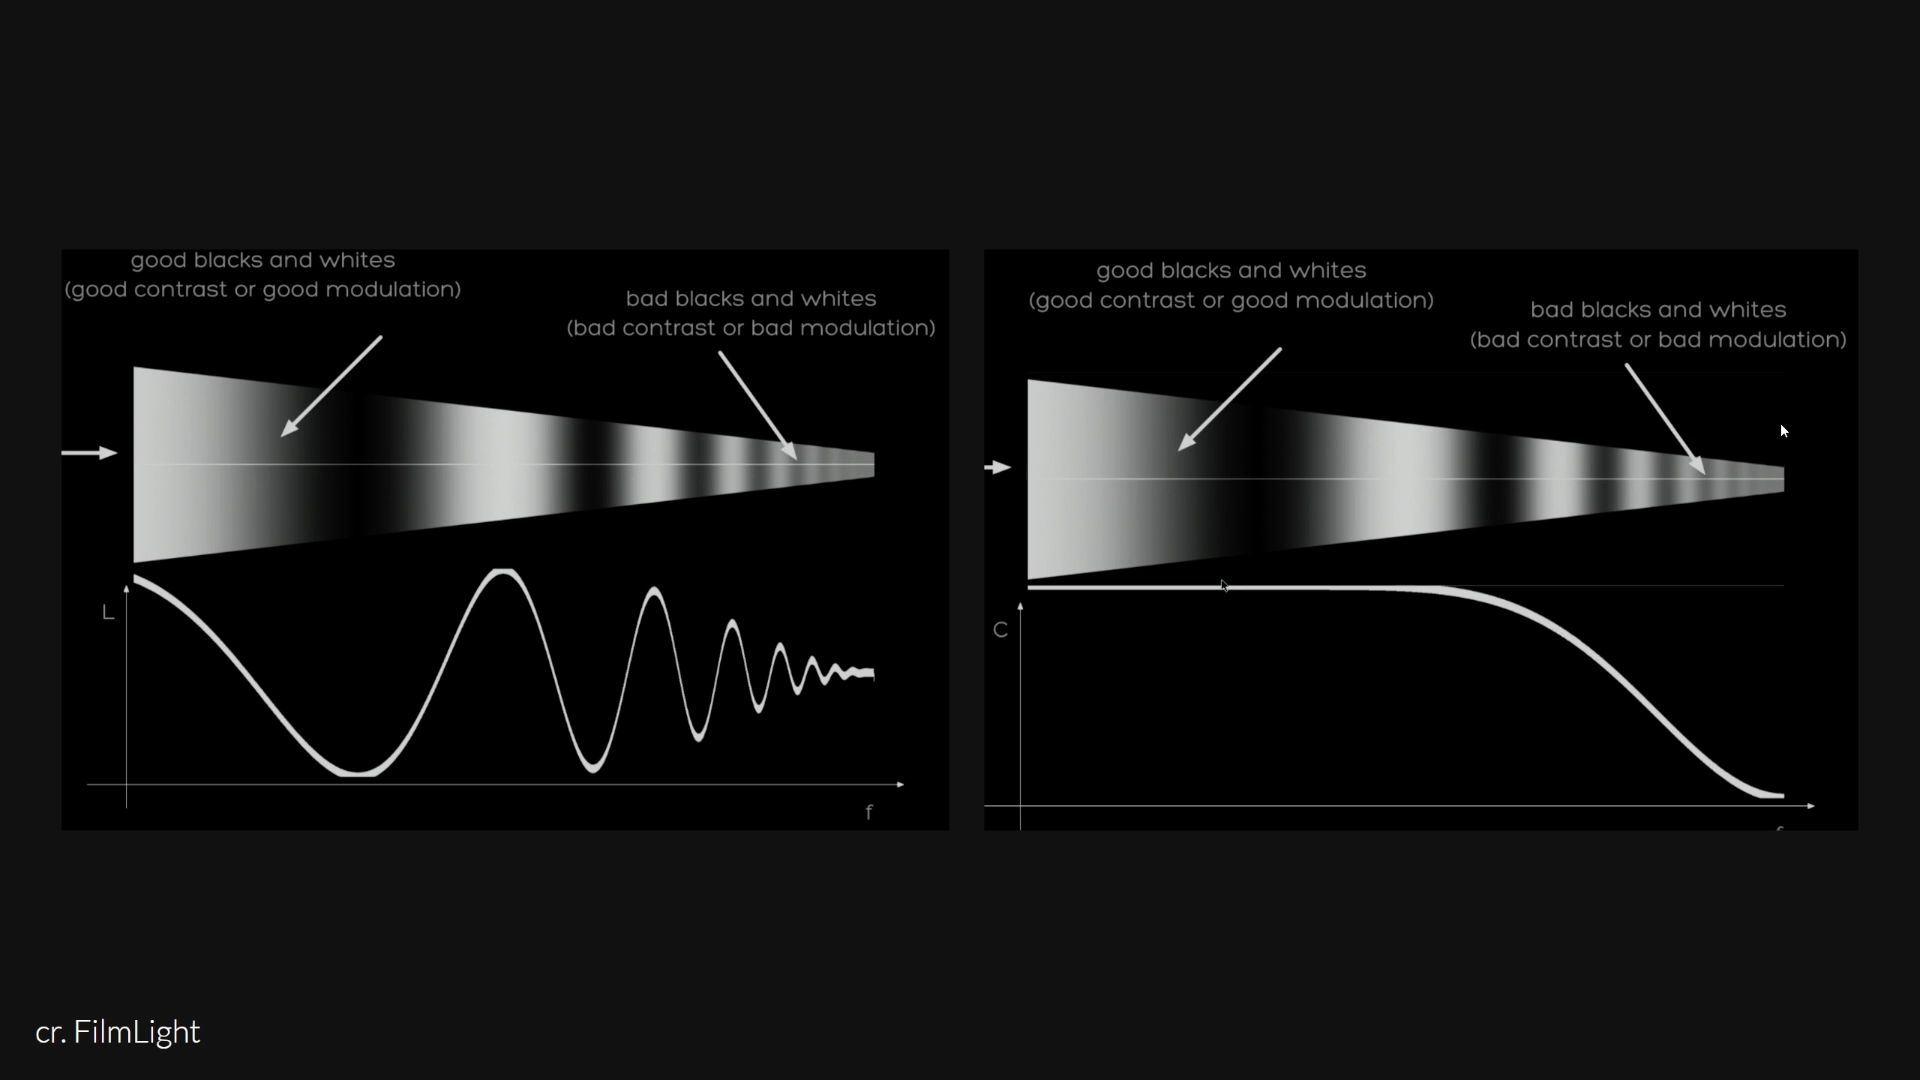 good blacks and whites
(good contrast or good modulation)
bad blacks and whites
(bad contrast or bad modulation)
L
f
good blacks and whites
(good contrast or good modulation)
bad blacks and whites
(bad contrast or bad modulation)
C
cr. FilmLight